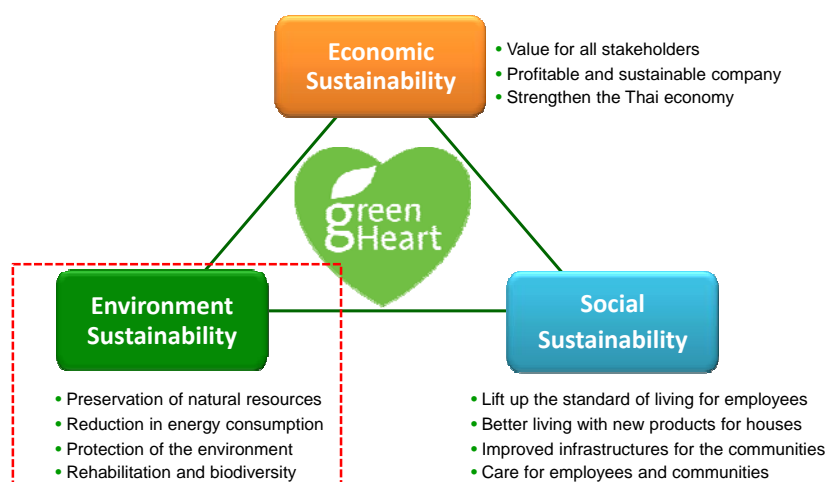 Economic
Sustainability
• Value for all stakeholders
• Profitable and sustainable company
• Strengthen the Thai economy
green
Heart
Environment
Sustainability
• Preservation of natural resources
• Reduction in energy consumption
• Protection of the environment
• Rehabilitation and biodiversity
Social
Sustainability
• Lift up the standard of living for employees
• Better living with new products for houses
• Improved infrastructures for the communities
• Care for employees and communities